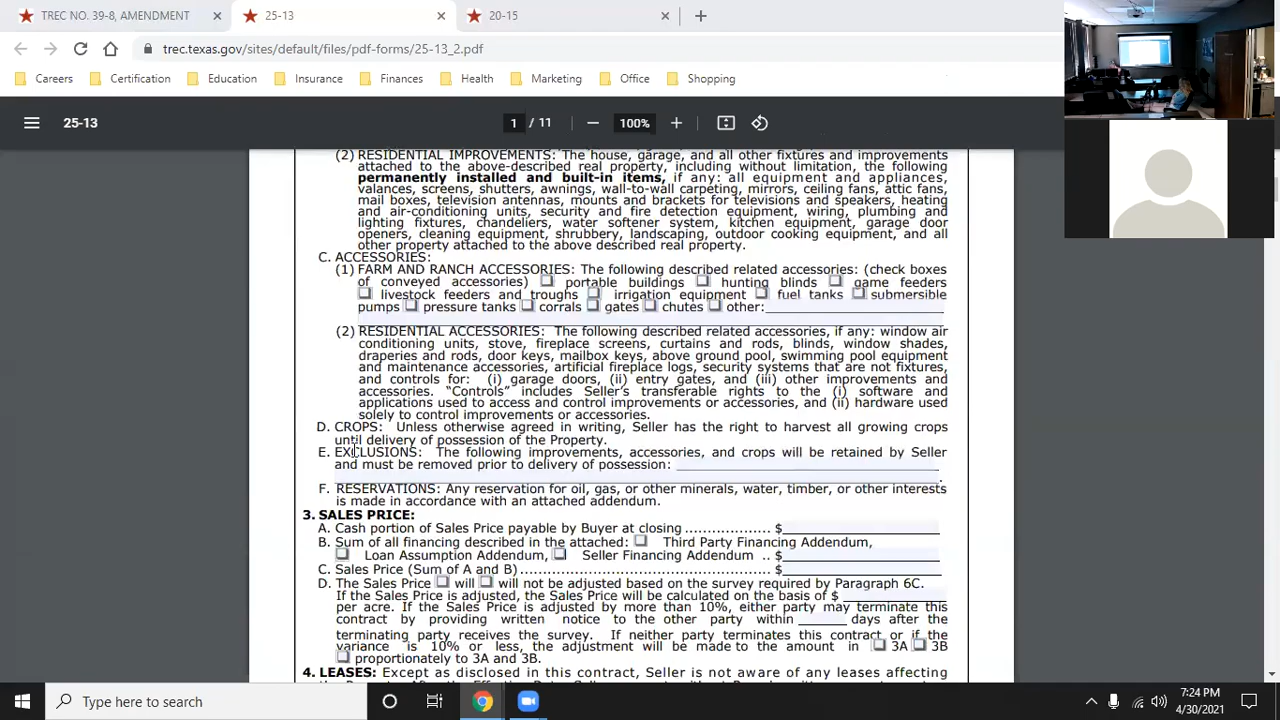 TREC NO. 39-8, AMENDMENT
25-13
20-15
trec.texas.gov/sites/default/files/pdf-forms/25-13_2.pdf
Careers
Certification
Education
Insurance
Finances
Health
Marketing
Office
Shopping
25-13
1 / 11
100%
(2) RESIDENTIAL IMPROVEMENTS: The house, garage, and all other fixtures and improvements
attached to the above-described real property, including without limitation, the following
permanently installed and built-in items, if any: all equipment and appliances,
valances, screens, shutters, awnings, wall-to-wall carpeting, mirrors, ceiling fans, attic fans,
mail boxes, television antennas, mounts and brackets for televisions and speakers, heating
and air-conditioning units, security and fire detection equipment, wiring, plumbing and
lighting fixtures, chandeliers, water softener system, kitchen equipment, garage door
openers, cleaning equipment, shrubbery, landscaping, outdoor cooking equipment, and all
other property attached to the above described real property.
C. ACCESSORIES:
(1) FARM AND RANCH ACCESSORIES: The following described related accessories: (check boxes
of conveyed accessories) portable buildings hunting blinds game feeders
livestock feeders and troughs irrigation equipment fuel tanks submersible
pumps pressure tanks corrals gates chutes other:
(2) RESIDENTIAL ACCESSORIES: The following described related accessories, if any: window air
conditioning units, stove, fireplace screens, curtains and rods, blinds, window shades,
draperies and rods, door keys, mailbox keys, above ground pool, swimming pool equipment
and maintenance accessories, artificial fireplace logs, security systems that are not fixtures,
and controls for: (i) garage doors, (ii) entry gates, and (iii) other improvements and
accessories. “Controls” includes Seller's transferable rights to the (i) software and
applications used to access and control improvements or accessories, and (ii) hardware used
solely to control improvements or accessories.
D. CROPS: Unless otherwise agreed in writing, Seller has the right to harvest all growing crops
until delivery of possession of the Property.
E. EXCLUSIONS: The following improvements, accessories, and crops will be retained by Seller
and must be removed prior to delivery of possession:
F. RESERVATIONS: Any reservation for oil, gas, or other minerals, water, timber, or other interests
is made in accordance with an attached addendum.
3. SALES PRICE:
A. Cash portion of Sales Price payable by Buyer at closing .................. $
B. Sum of all financing described in the attached: Third Party Financing Addendum,
Loan Assumption Addendum, Seller Financing Addendum .. $
C. Sales Price (Sum of A and B)..................................................... $
D. The Sales Price will will not be adjusted based on the survey required by Paragraph 6C.
If the Sales Price is adjusted, the Sales Price will be calculated on the basis of $
per acre. If the Sales Price is adjusted by more than 10%, either party may terminate this
contract by providing written notice to the other party within days after the
terminating party receives the survey. If neither party terminates this contract or if the
variance is 10% or less, the adjustment will be made to the amount in 3A 3B
proportionately to 3A and 3B.
4. LEASES: Except as disclosed in this contract, Seller is not aware of any leases affecting
Type here to search
7:24 PM
4/30/2021